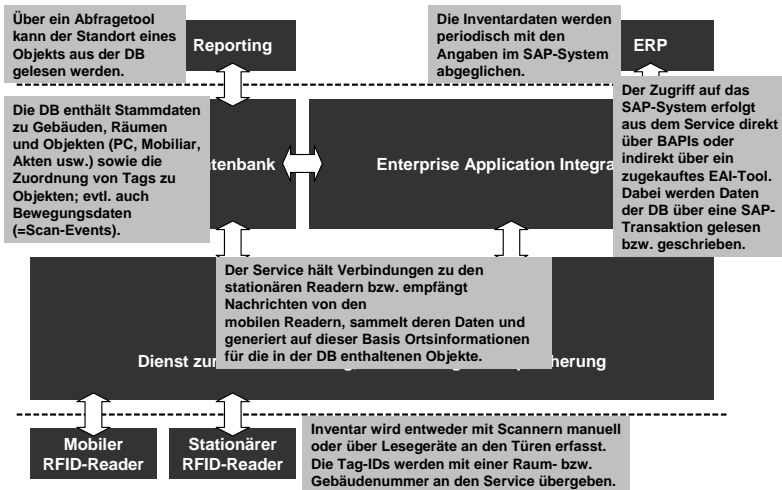 Über ein Abfragetool
kann der Standort eines
Objekts aus der DB
gelesen werden.
Reporting
Die Inventardaten werden
periodisch mit den
Angaben im SAP-System
abgeglichen.
ERP
Die DB enthält Stammdaten
zu Gebäuden, Räumen
und Objekten (PC, Mobiliar,
Akten usw.) sowie die
Zuordnung von Tags zu
Objekten; evtl. auch
Bewegungsdaten
(=Scan-Events).
atenbank
Enterprise Application Integra
Der Zugriff auf das
SAP-System erfolgt
aus dem Service direkt
über BAPIs oder
indirekt über ein
zugekauftes EAI-Tool.
Dabei werden Daten
der DB über eine SAP-
Transaktion gelesen
bzw. geschrieben.
Der Service hält Verbindungen zu den
stationären Readern bzw. empfängt
Nachrichten von den
mobilen Readern, sammelt deren Daten und
generiert auf dieser Basis Ortsinformationen
für die in der DB enthaltenen Objekte.
Dienst zur herung
Mobiler
RFID-Reader
Stationärer
RFID-Reader
Inventar wird entweder mit Scannern manuell
oder über Lesegeräte an den Türen erfasst.
Die Tag-IDs werden mit einer Raum- bzw.
Gebäudenummer an den Service übergeben.